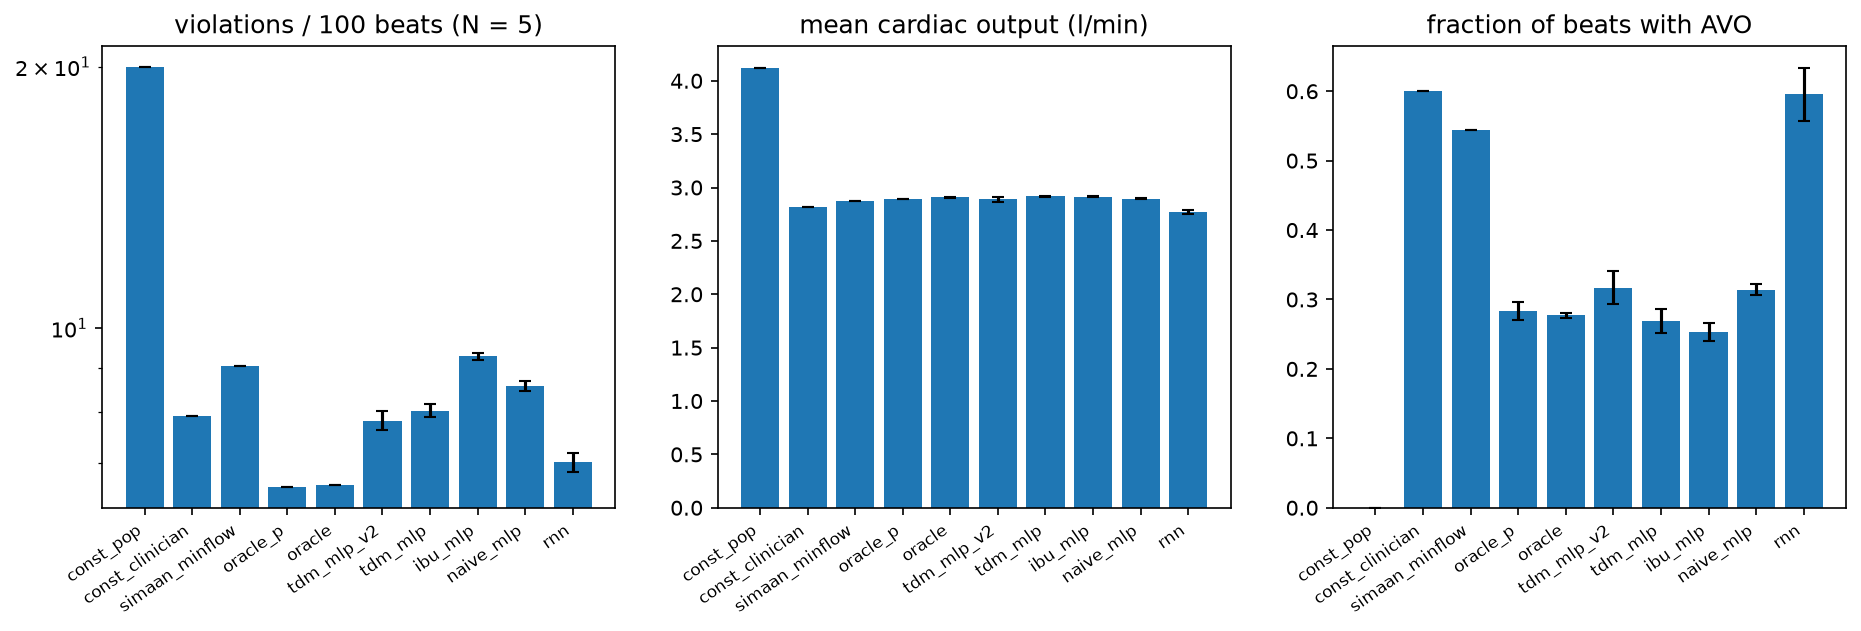 violations / 100 beats (N = 5)
2 × 10¹
10¹
const_pop
const_clinician
simaan_minflow
oracle_p
oracle
tdm_mlp_v2
tdm_mlp
ibu_mlp
naive_mlp
rnn
mean cardiac output (l/min)
4.0
3.5
3.0
2.5
2.0
1.5
1.0
0.5
0.0
const_pop
const_clinician
simaan_minflow
oracle_p
oracle
tdm_mlp_v2
tdm_mlp
ibu_mlp
naive_mlp
rnn
fraction of beats with AVO
0.6
0.5
0.4
0.3
0.2
0.1
0.0
const_pop
const_clinician
simaan_minflow
oracle_p
oracle
tdm_mlp_v2
tdm_mlp
ibu_mlp
naive_mlp
rnn